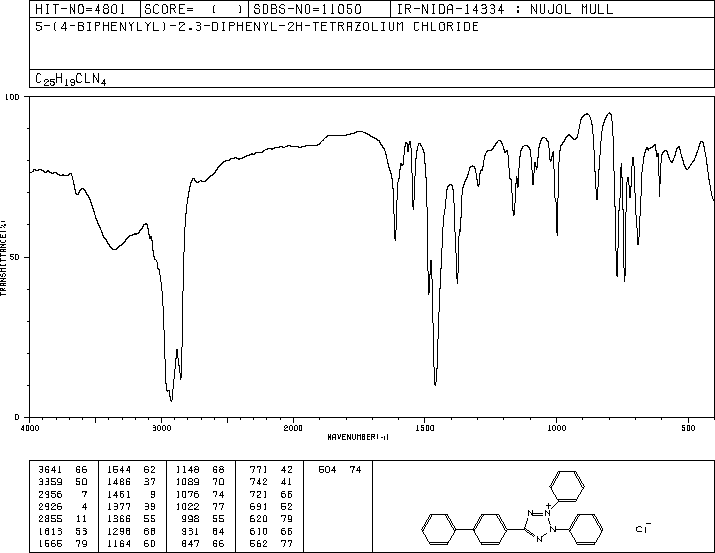 HIT-NO=4801 SCORE= ( ) SDBS-NO=11050 IR-NIDA-14334 : NUJOL MULL
5-(4-BIPHENYLYL)-2.3-DIPHENYL-2H-TETRAZOLIUM CHLORIDE
C25H19CLN4
100
50
0
TRANSMITTANCE(%)
4000 3000 2000 1500 1000 500
WAVENUMBER(-1)
3641 66 1544 62 1148 68 771 42 604 74
3359 50 1486 37 1089 70 742 41
2956 7 1461 9 1076 74 721 66
2926 4 1377 39 1022 77 691 52
2855 11 1366 55 998 55 620 79
1613 53 1298 68 931 84 610 66
1566 79 1164 60 847 66 562 77
N N+
N N
Cl−